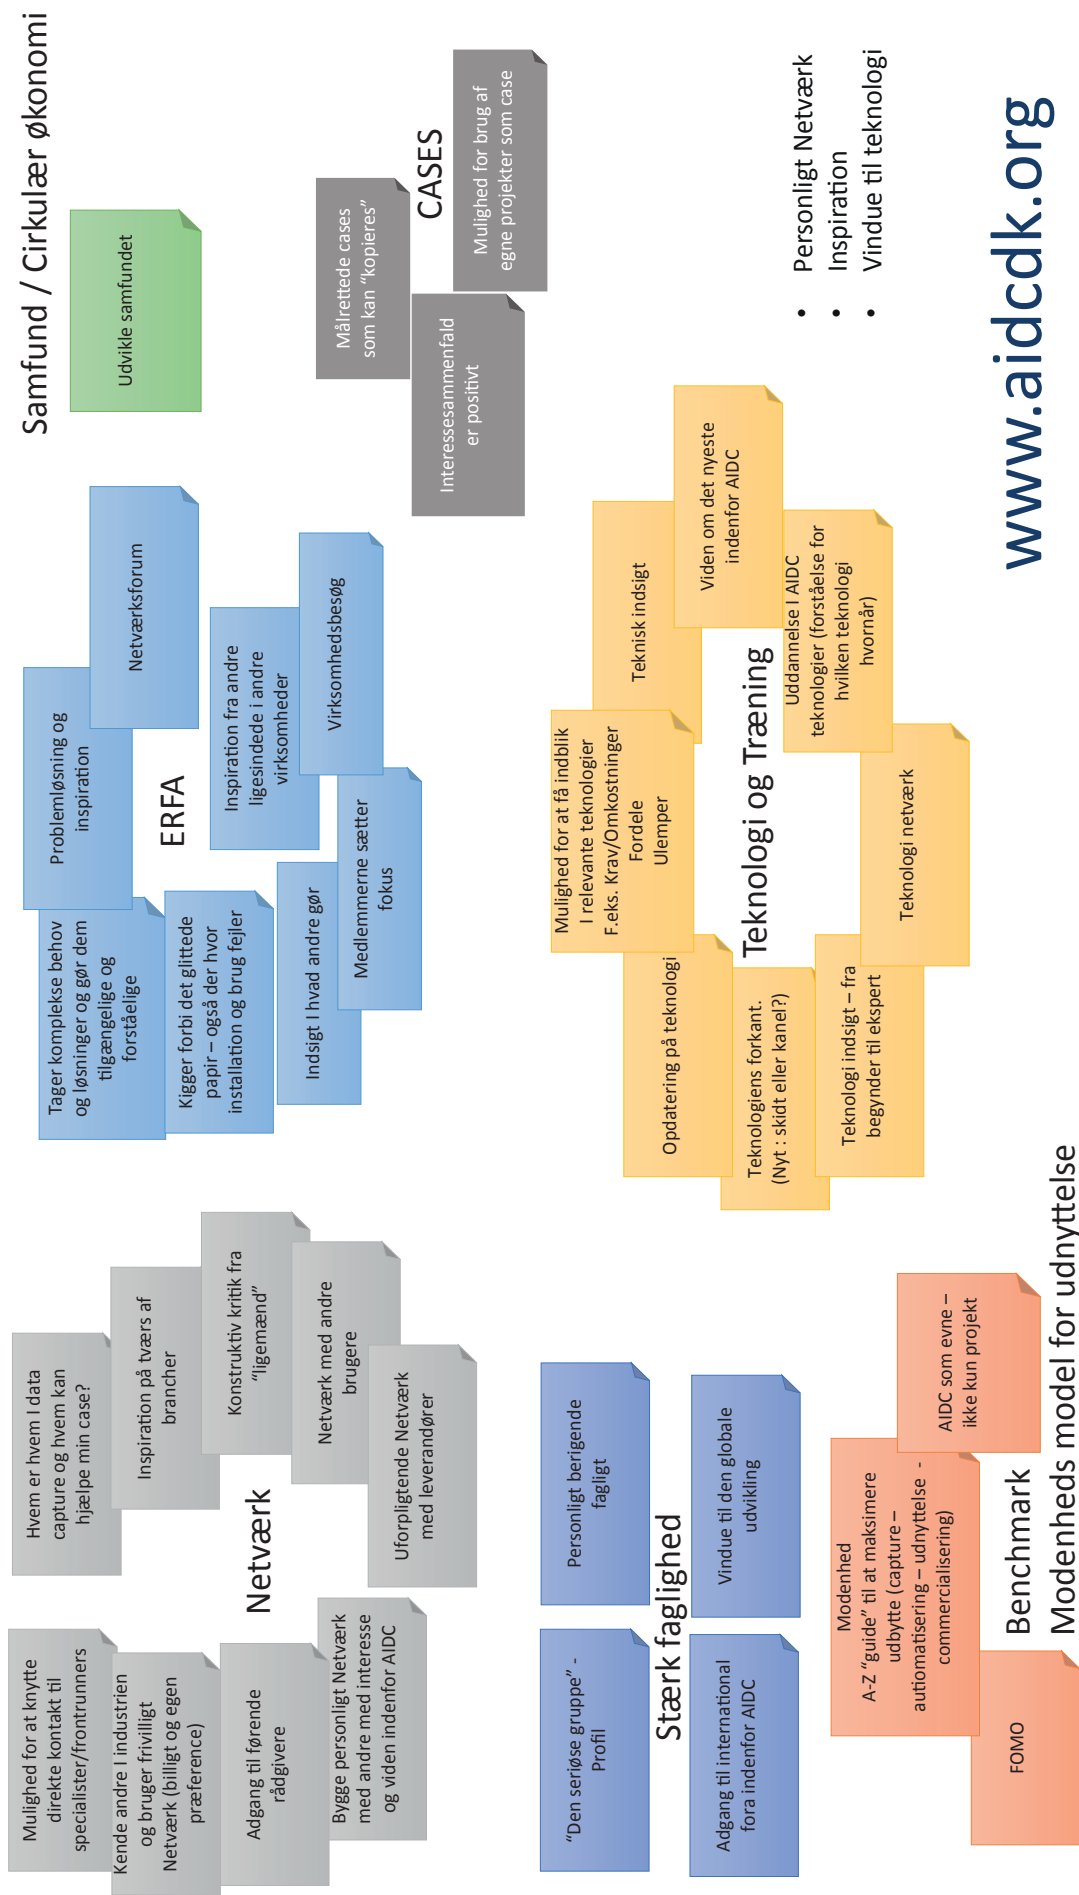 Mulighed for at knytte
direkte kontakt til
specialister/frontrunners
Kende andre I industrien
og bruger frivilligt
Netværk (billigt og egen
præference)
Adgang til førende
rådgivere
Bygge personligt Netværk
med andre med interesse
og viden indenfor AIDC
Netværk
Hvem er hvem I data
capture og hvem kan
hjælpe min case?
Inspiration på tværs af
brancher
Konstruktiv kritik fra
“ligemænd”
Netværk med andre
brugere
Uforpligtende Netværk
med leverandører
Tager komplekse behov
og løsninger og gør dem
tilgængelige og
forståelige
Kigger forbi det glittede
papir – også der hvor
installation og brug fejler
Indsigt I hvad andre gør
Medlemmerne sætter
fokus
ERFA
Problemløsning og
inspiration
Netværksforum
Inspiration fra andre
ligesindede i andre
virksomheder
Virksomhedsbesøg
Samfund / Cirkulær økonomi
Udvikle samfundet
Målrettede cases
som kan “kopieres”
Interessesammenfald
er positivt
CASES
Mulighed for brug af
egne projekter som case
“Den seriøse gruppe” -
Profil
Personligt berigende
fagligt
Stærk faglighed
Adgang til international
fora indenfor AIDC
Vindue til den globale
udvikling
Modenhed
A-Z “guide” til at maksimere
udbytte (capture –
autiomatisering – udnyttelse -
commercialisering)
AIDC som evne –
ikke kun projekt
FOMO
Benchmark
Modenheds model for udnyttelse
Mulighed for at få indblik
I relevante teknologier
F.eks. Krav/Omkostninger
Fordele
Ulemper
Teknisk indsigt
Viden om det nyeste
indenfor AIDC
Uddannelse I AIDC
teknologier (forståelse for
hvilken teknologi
hvornår)
Opdatering på teknologi
Teknologiens forkant.
(Nyt : skidt eller kanel?)
Teknologi indsigt – fra
begynder til ekspert
Teknologi netværk
Teknologi og Træning
• Personligt Netværk
• Inspiration
• Vindue til teknologi
www.aidcdk.org